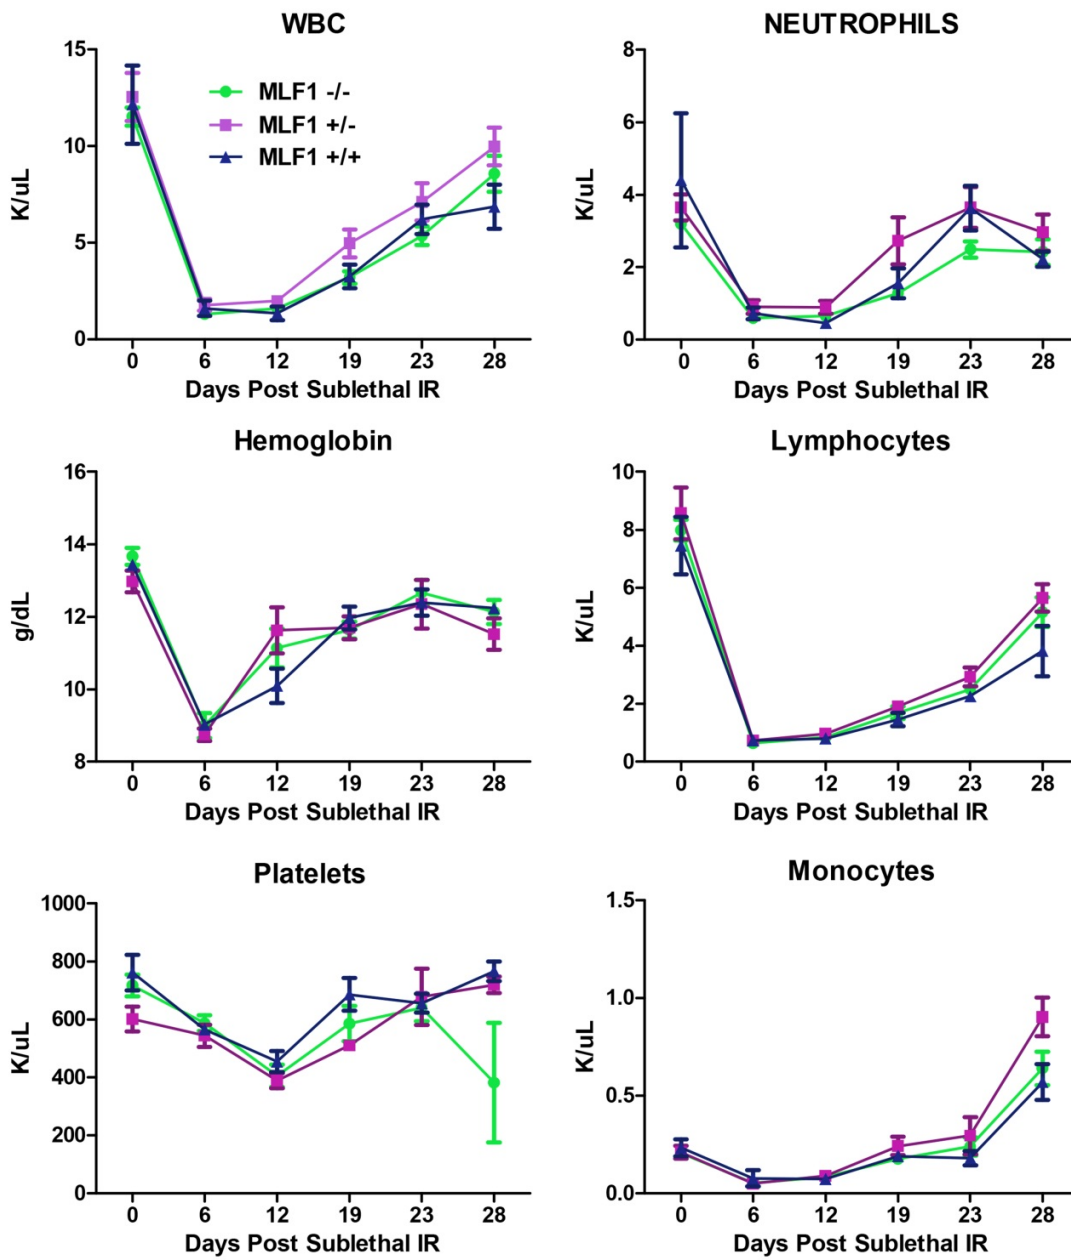 WBC
15
10
5
0
K/uL
MLF1 -/-
MLF1 +/-
MLF1 +/+
0 6 12 19 23 28
Days Post Sublethal IR
NEUTROPHILS
8
6
4
2
0
K/uL
0 6 12 19 23 28
Days Post Sublethal IR
Hemoglobin
16
14
12
10
8
g/dL
0 6 12 19 23 28
Days Post Sublethal IR
Lymphocytes
10
8
6
4
2
0
K/uL
0 6 12 19 23 28
Days Post Sublethal IR
Platelets
1000
800
600
400
200
0
K/uL
0 6 12 19 23 28
Days Post Sublethal IR
Monocytes
1.5
1.0
0.5
0.0
K/uL
0 6 12 19 23 28
Days Post Sublethal IR